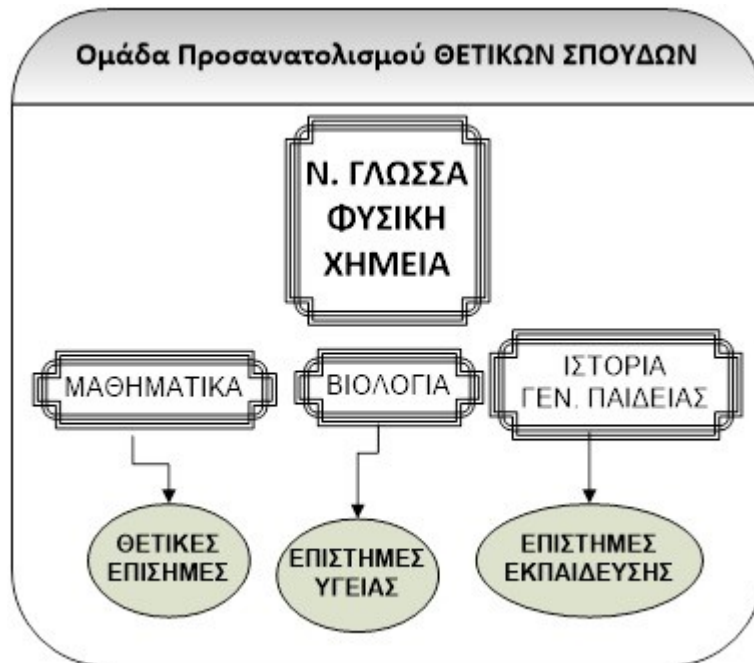 Ομάδα Προσανατολισμού ΘΕΤΙΚΩΝ ΣΠΟΥΔΩΝ
Ν. ΓΛΩΣΣΑ
ΦΥΣΙΚΗ
ΧΗΜΕΙΑ
ΜΑΘΗΜΑΤΙΚΑ
ΒΙΟΛΟΓΙΑ
ΙΣΤΟΡΙΑ
ΓΕΝ. ΠΑΙΔΕΙΑΣ
ΘΕΤΙΚΕΣ
ΕΠΙΣΗΜΕΣ
ΕΠΙΣΤΗΜΕΣ
ΥΓΕΙΑΣ
ΕΠΙΣΤΗΜΕΣ
ΕΚΠΑΙΔΕΥΣΗΣ